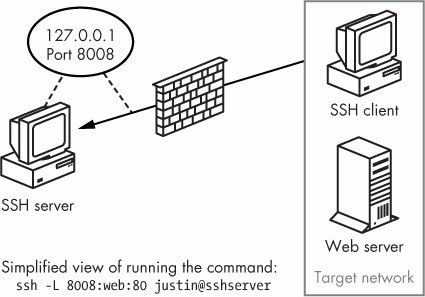 127.0.0.1
Port 8008
SSH client
SSH server
Web server
Simplified view of running the command:
ssh -L 8008:web:80 justin@sshserver
Target network